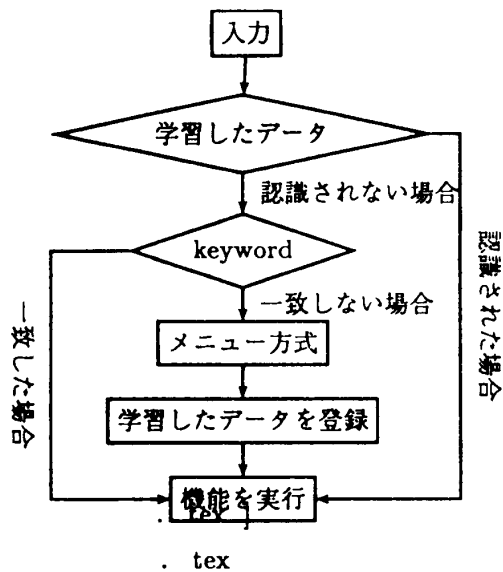 入力
学習したデータ
認識されない場合
認識された場合
keyword
一致しない場合
一致した場合
メニュー方式
学習したデータを登録
機能を実行
. tex ]
. tex